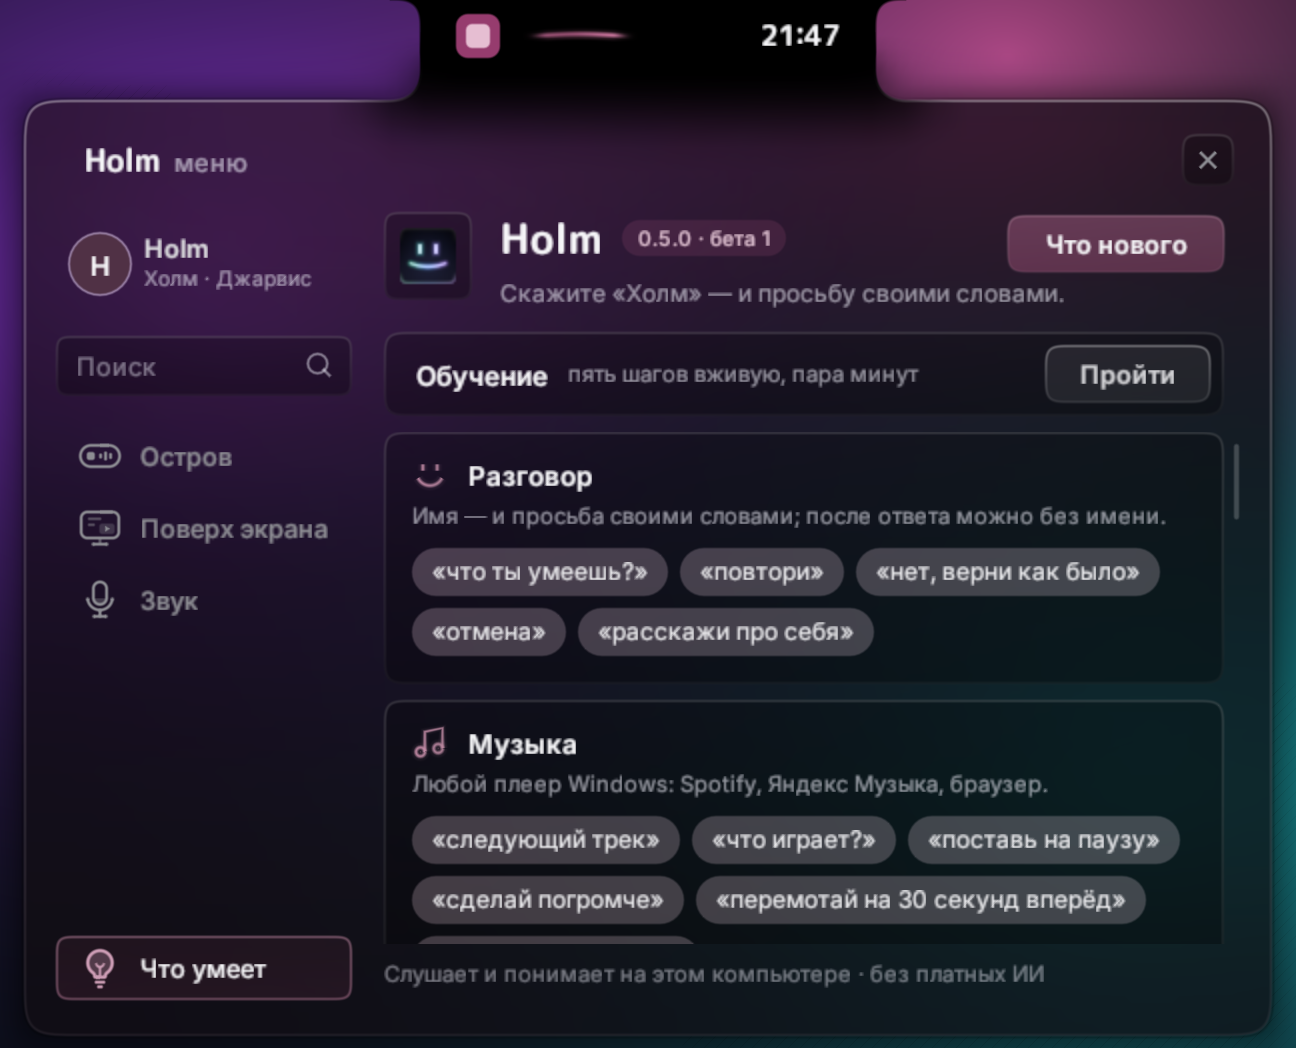 21:47
Holm меню
H
Holm
Холм · Джарвис
Поиск
Остров
Поверх экрана
Звук
Что умеет
Holm 0.5.0 · бета 1
Что нового
Скажите «Холм» — и просьбу своими словами.
Обучение пять шагов вживую, пара минут
Пройти
Разговор
Имя — и просьба своими словами; после ответа можно без имени.
«что ты умеешь?» «повтори» «нет, верни как было»
«отмена» «расскажи про себя»
Музыка
Любой плеер Windows: Spotify, Яндекс Музыка, браузер.
«следующий трек» «что играет?» «поставь на паузу»
«сделай погромче» «перемотай на 30 секунд вперёд»
Слушает и понимает на этом компьютере · без платных ИИ